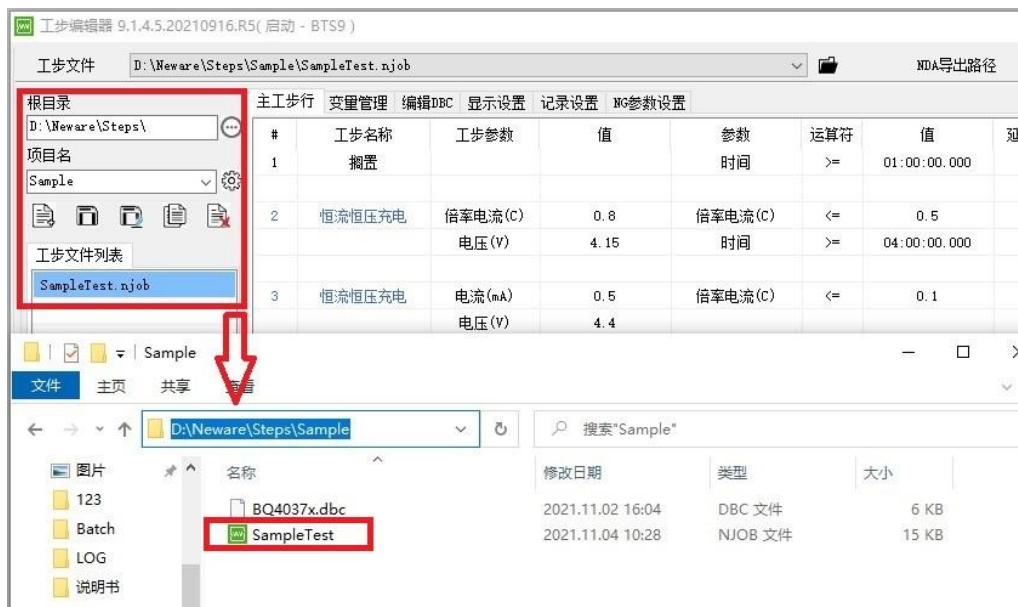 工步编辑器 9.1.4.5.20210916.R5( 启动 - BTS9 )
工步文件 D:\Neware\Steps\Sample\SampleTest.njob NDA导出路径
根目录
D:\Neware\Steps\
项目名
Sample
工步文件列表
SampleTest.njob
主工步行 变量管理 编辑DBC 显示设置 记录设置 NG参数设置
# 工步名称 工步参数 值 参数 运算符 值 延
1 搁置 时间 >= 01:00:00.000
2 恒流恒压充电 倍率电流(C) 0.8 倍率电流(C) <= 0.5
电压(V) 4.15 时间 >= 04:00:00.000
3 恒流恒压充电 电流(mA) 0.5 倍率电流(C) <= 0.1
电压(V) 4.4
Sample
文件 主页 共享 查看
D:\Neware\Steps\Sample 搜索"Sample"
图片
123
Batch
LOG
说明书
名称 修改日期 类型 大小
BQ4037x.dbc 2021.11.02 16:04 DBC 文件 6 KB
SampleTest 2021.11.04 10:28 NJOB 文件 15 KB